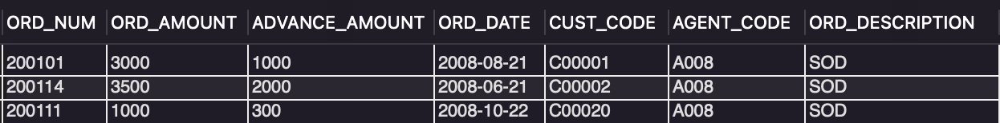 ORD_NUM ORD_AMOUNT ADVANCE_AMOUNT ORD_DATE CUST_CODE AGENT_CODE ORD_DESCRIPTION
200101 3000 1000 2008-08-21 C00001 A008 SOD
200114 3500 2000 2008-06-21 C00002 A008 SOD
200111 1000 300 2008-10-22 C00020 A008 SOD